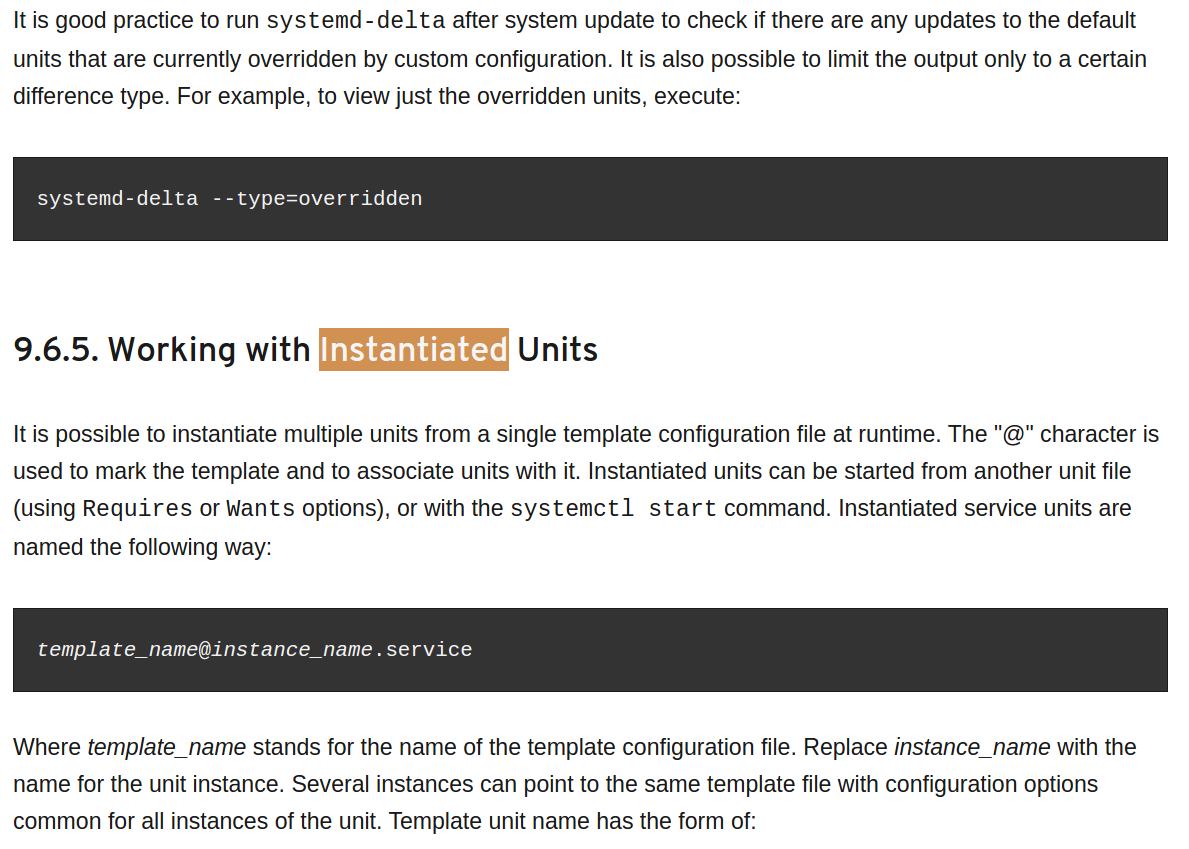 It is good practice to run systemd-delta after system update to check if there are any updates to the default
units that are currently overridden by custom configuration. It is also possible to limit the output only to a certain
difference type. For example, to view just the overridden units, execute:
systemd-delta --type=overridden
9.6.5. Working with Instantiated Units
It is possible to instantiate multiple units from a single template configuration file at runtime. The "@" character is
used to mark the template and to associate units with it. Instantiated units can be started from another unit file
(using Requires or Wants options), or with the systemctl start command. Instantiated service units are
named the following way:
template_name@instance_name.service
Where template_name stands for the name of the template configuration file. Replace instance_name with the
name for the unit instance. Several instances can point to the same template file with configuration options
common for all instances of the unit. Template unit name has the form of: